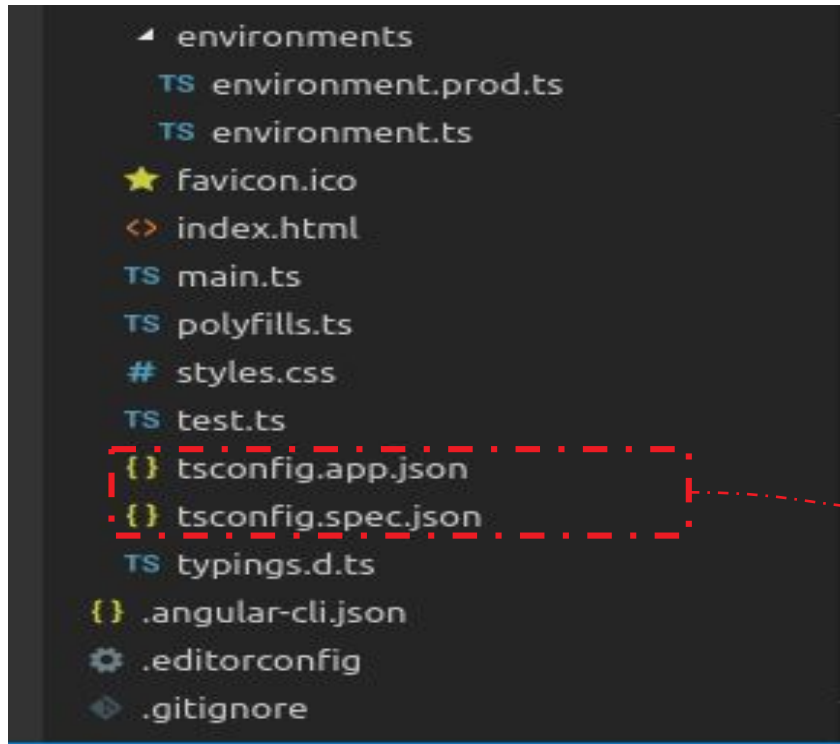 environments
TS environment.prod.ts
TS environment.ts
favicon.ico
<> index.html
TS main.ts
TS polyfills.ts
# styles.css
TS test.ts
{} tsconfig.app.json
{} tsconfig.spec.json
TS typings.d.ts
{} .angular-cli.json
.editorconfig
.gitignore